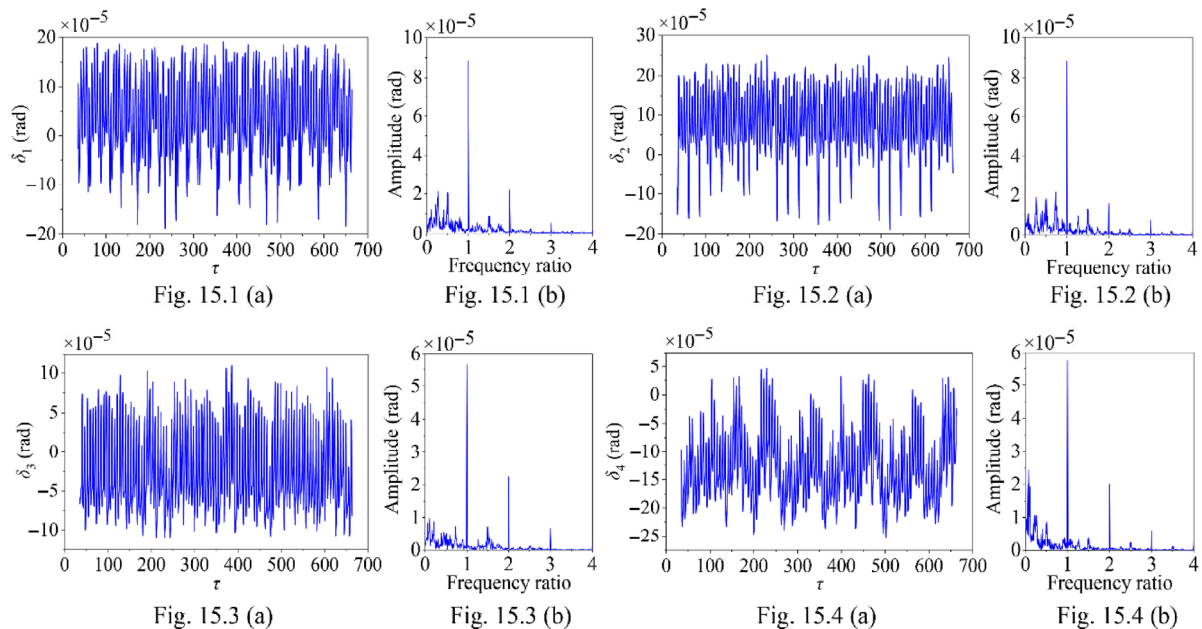 ×10−5
20
10
0
−10
−20
δ1 (rad)
0 100 200 300 400 500 600 700
τ
Fig. 15.1 (a)
×10−5
10
8
6
4
2
0
Amplitude (rad)
0 1 2 3 4
Frequency ratio
Fig. 15.1 (b)
×10−5
30
20
10
0
−10
−20
δ2 (rad)
0 100 200 300 400 500 600 700
τ
Fig. 15.2 (a)
×10−5
10
8
6
4
2
0
Amplitude (rad)
0 1 2 3 4
Frequency ratio
Fig. 15.2 (b)
×10−5
10
5
0
−5
−10
δ3 (rad)
0 100 200 300 400 500 600 700
τ
Fig. 15.3 (a)
×10−5
6
5
4
3
2
1
0
Amplitude (rad)
0 1 2 3 4
Frequency ratio
Fig. 15.3 (b)
×10−5
5
0
−5
−10
−15
−20
−25
δ4 (rad)
0 100 200 300 400 500 600 700
τ
Fig. 15.4 (a)
×10−5
6
5
4
3
2
1
0
Amplitude (rad)
0 1 2 3 4
Frequency ratio
Fig. 15.4 (b)